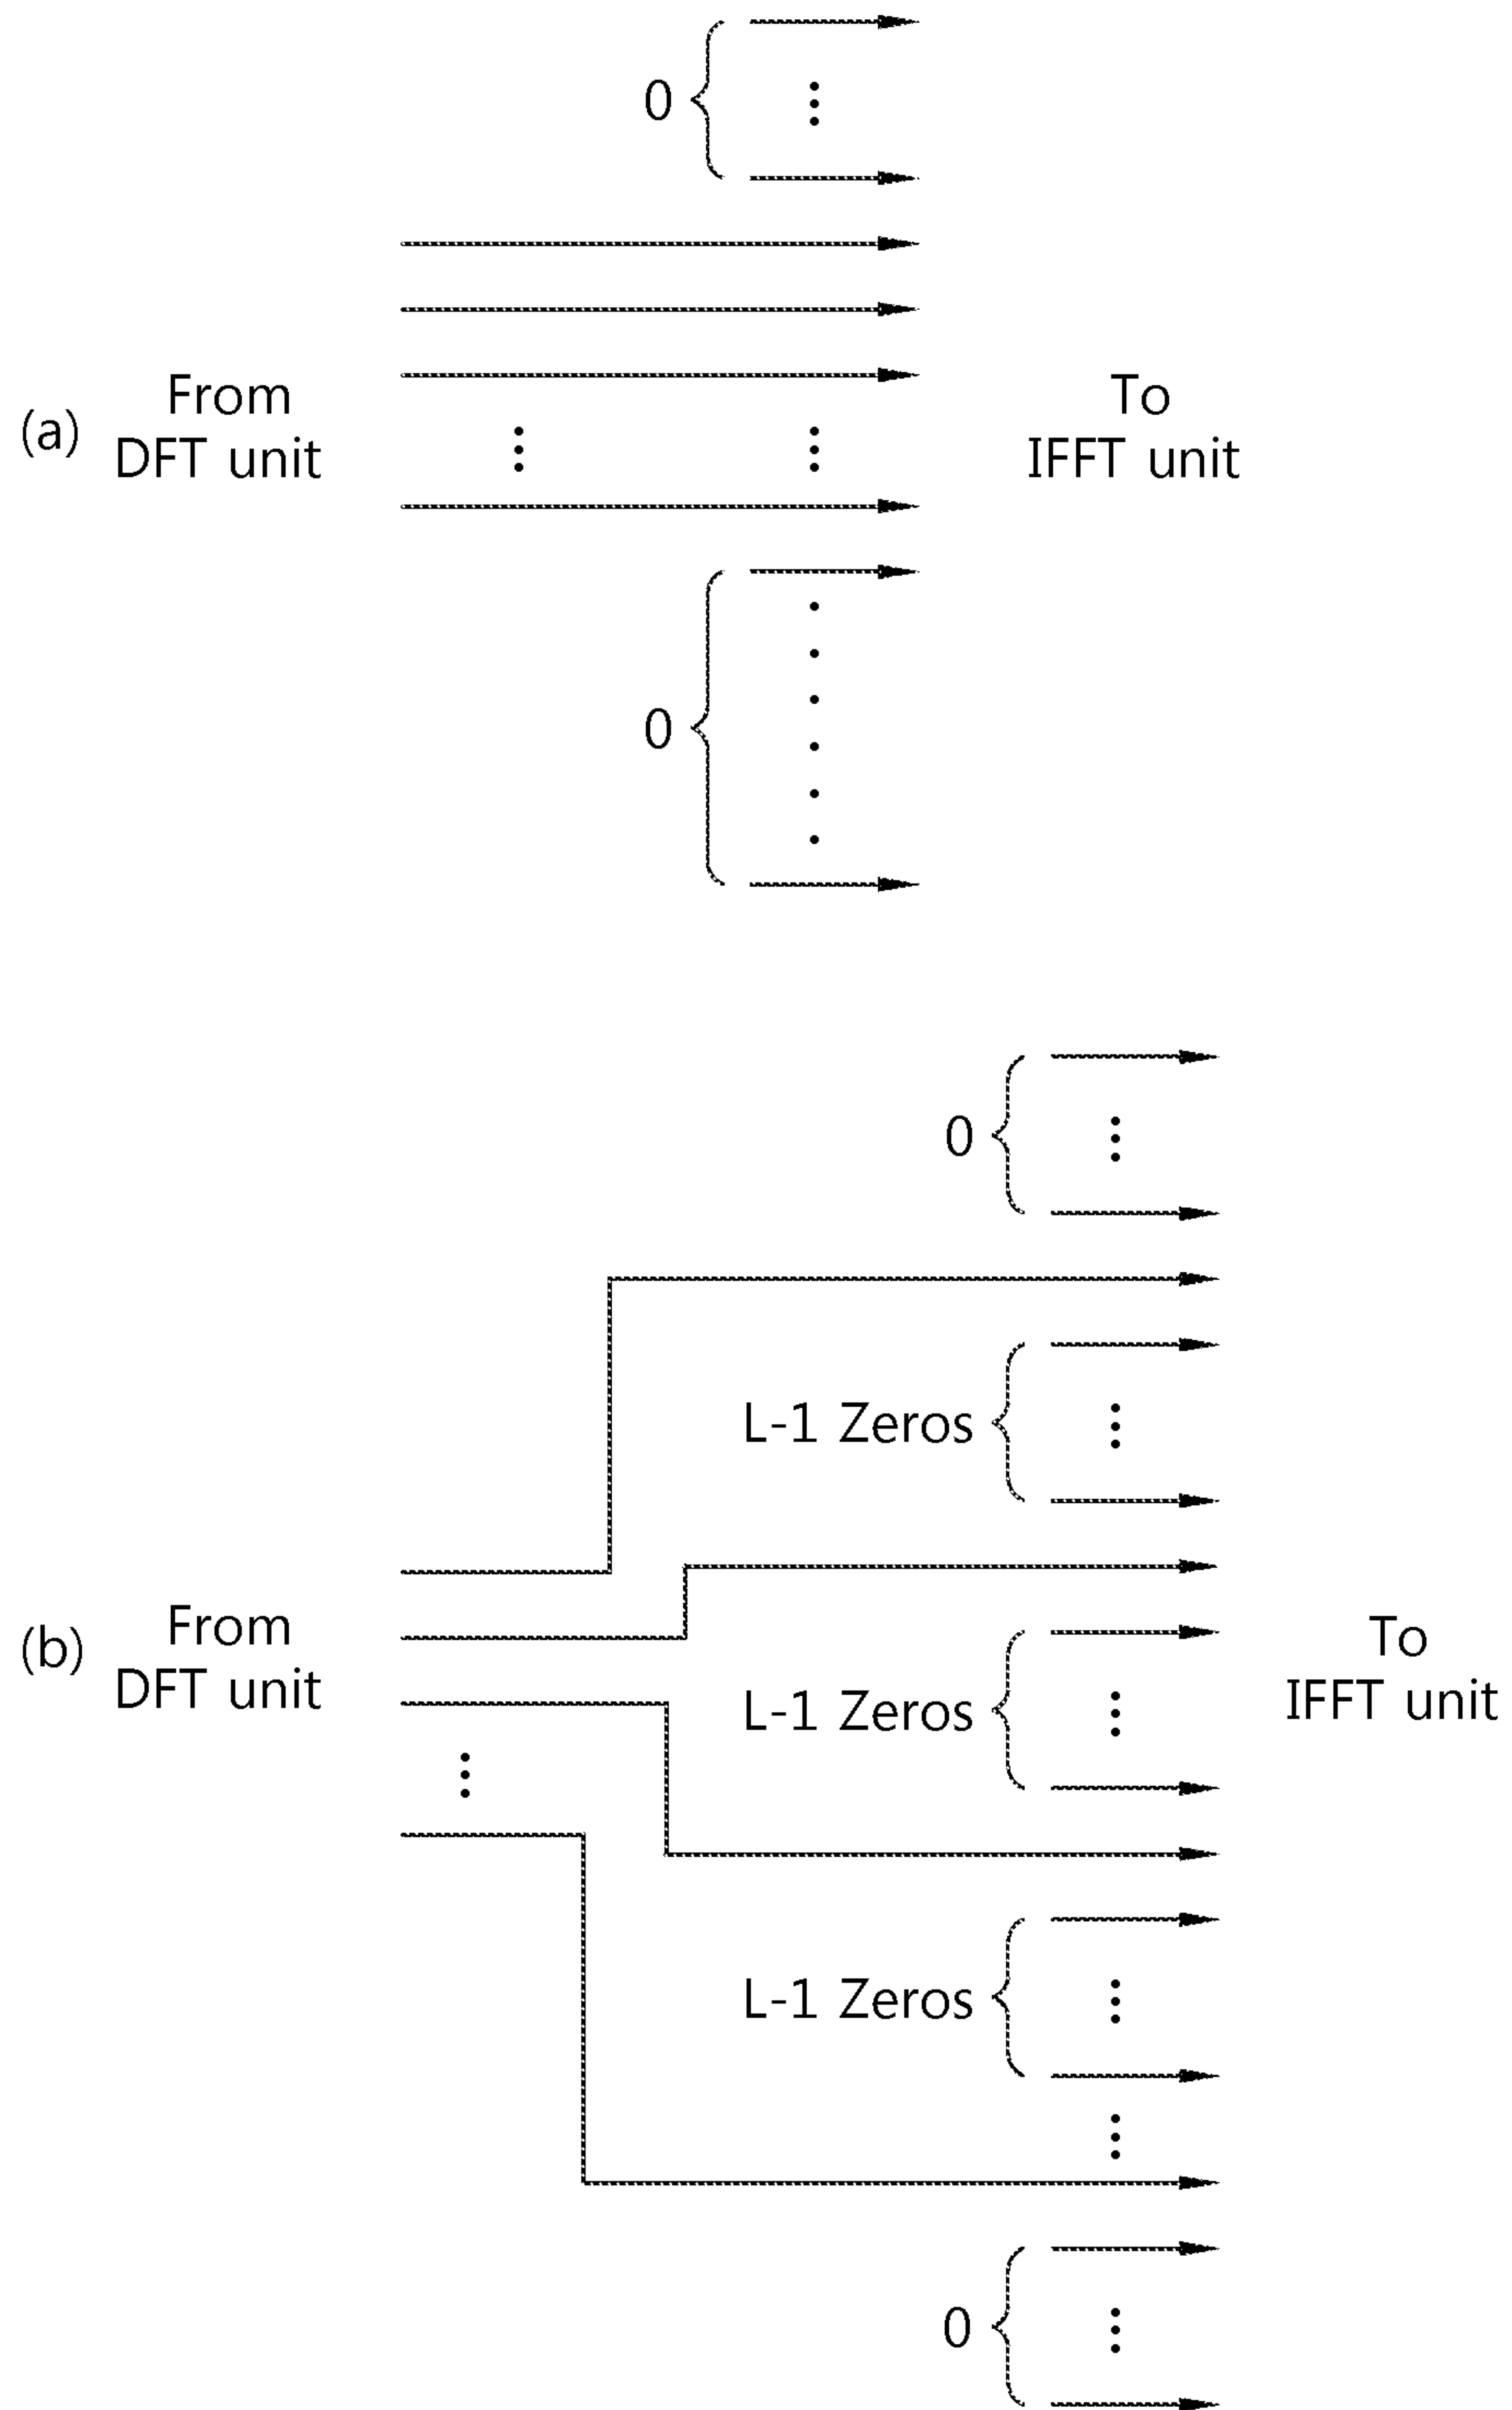 0
(a)
From
DFT unit
To
IFFT unit
0
0
L-1 Zeros
(b)
From
DFT unit
L-1 Zeros
To
IFFT unit
L-1 Zeros
0